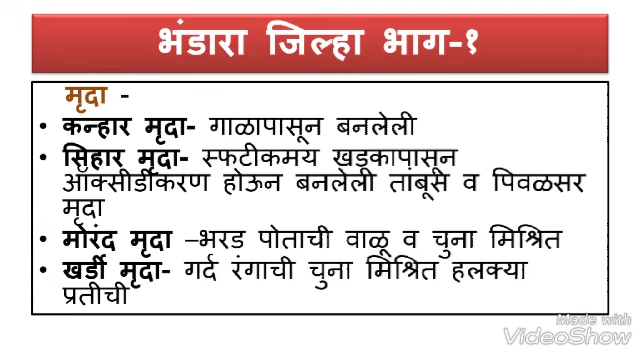 भंडारा जिल्हा भाग-१
मृदा -
• कन्हार मृदा- गाळापासून बनलेली
• सिहार मृदा- स्फटीकमय खडकापासून
ऑक्सीडीकरण होऊन बनलेली तांबूस व पिवळसर
मृदा
• मोरंद मृदा –भरड पोताची वाळू व चुना मिश्रित
• खर्डी मृदा- गर्द रंगाची चुना मिश्रित हलक्या
प्रतीची
Made with
VideoShow